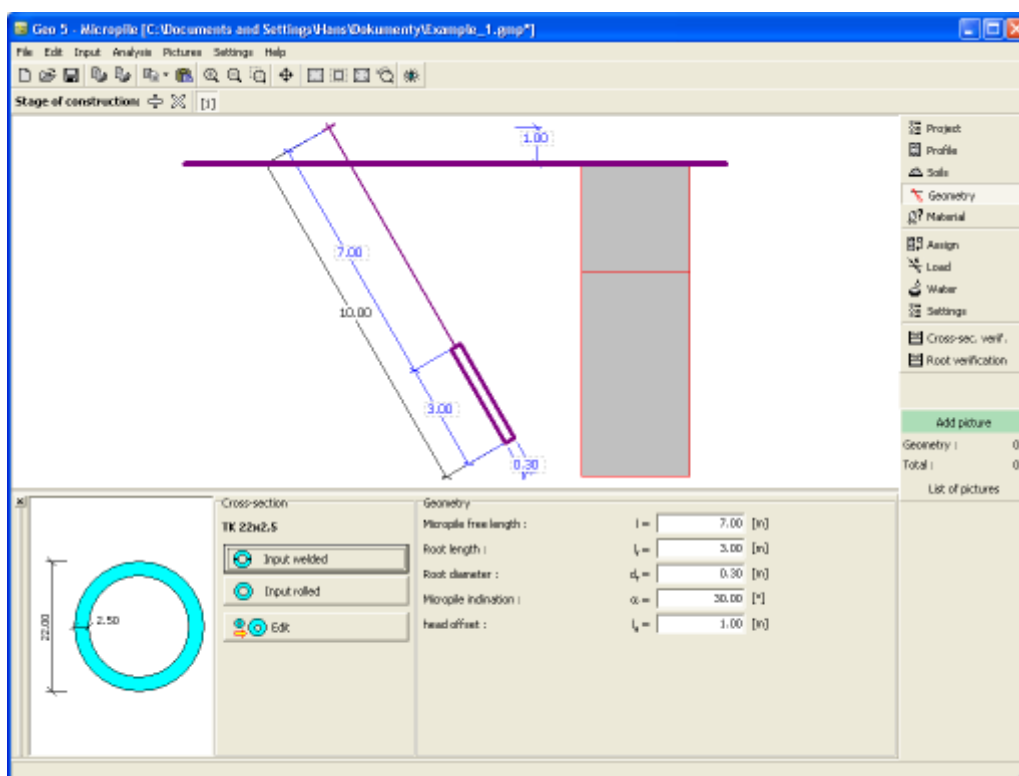 Geo 5 - Micropile [C:\Documents and Settings\Hans\Dokumenty\Example_1.gmp*]
File Edit Input Analysis Pictures Settings Help
Stage of construction: [1]
1.00
7.00
10.00
3.00
0.30
Project
Profile
Soils
Geometry
Material
Assign
Load
Water
Settings
Cross-sec. verif.
Root verification
Add picture
Geometry : 0
Total : 0
List of pictures
Cross-section
TK 22x2,5
Input welded
Input rolled
Edit
22.00
2.50
Geometry
Micropile free length : l = 7.00 [m]
Root length : lr = 3.00 [m]
Root diameter : dr = 0.30 [m]
Micropile inclination : α = 30.00 [°]
head offset : 1.00 [m]